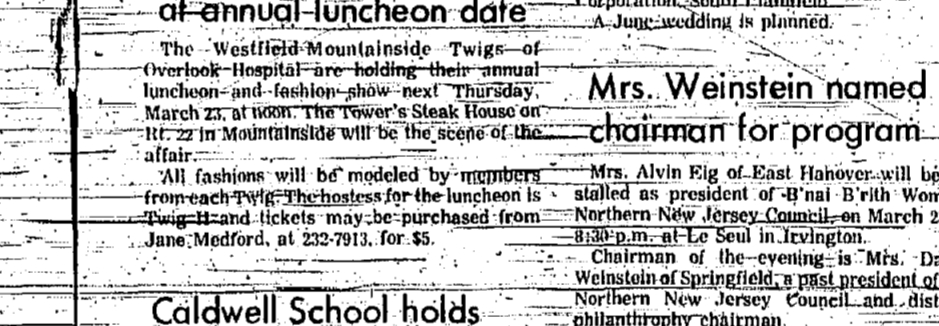 at annual luncheon date
The Westfield-Mountainside Twigs of
Overlook Hospital are holding their annual
luncheon and fashion show next Thursday,
March 23, at noon. The Tower's Steak House on
Rt. 22 in Mountainside will be the scene of the
affair.
All fashions will be modeled by members
from each Twig. The hostess for the luncheon is
Twig H and tickets may be purchased from
Jane Medford, at 232-7913, for $5.
Caldwell School holds
A June wedding is planned.
Mrs. Weinstein named
chairman for program
Mrs. Alvin Eig of East Hanover will be
stalled as president of B'nai B'rith Wom
Northern New Jersey Council, on March 2
8:30 p.m. at Le Seul in Irvington.
Chairman of the evening is Mrs. Da
Weinstein of Springfield, a past president of
Northern New Jersey Council and dist
philanthrophy chairman.